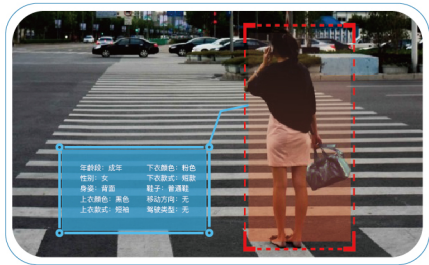 年龄段：成年 下衣颜色：粉色
性别：女 下衣款式：短款
身姿：背面 鞋子：普通鞋
上衣颜色：黑色 移动方向：无
上衣款式：短袖 驾驶类型：无